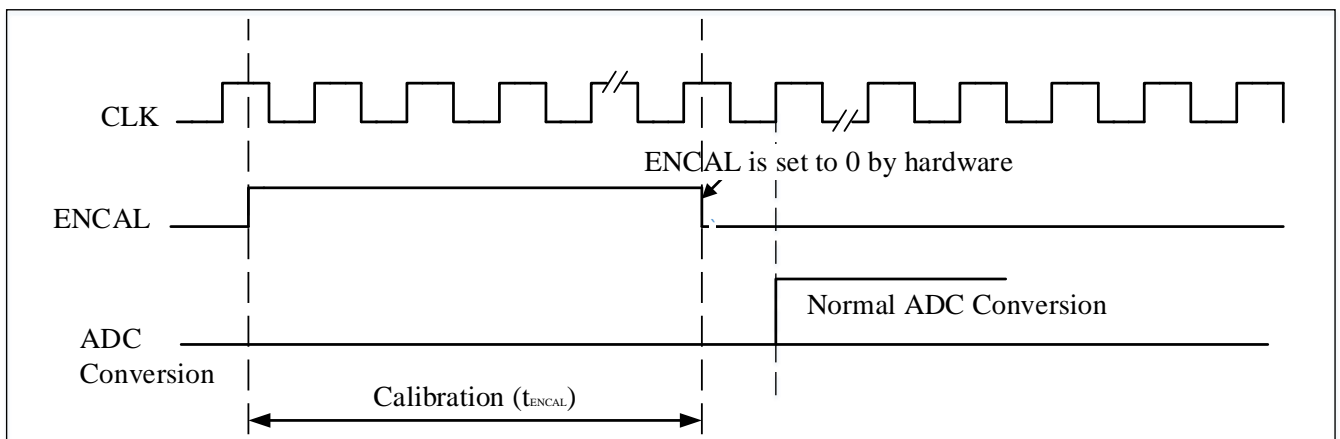 CLK
ENCAL is set to 0 by hardware
ENCAL
Normal ADC Conversion
ADC
Conversion
Calibration (tENCAL)